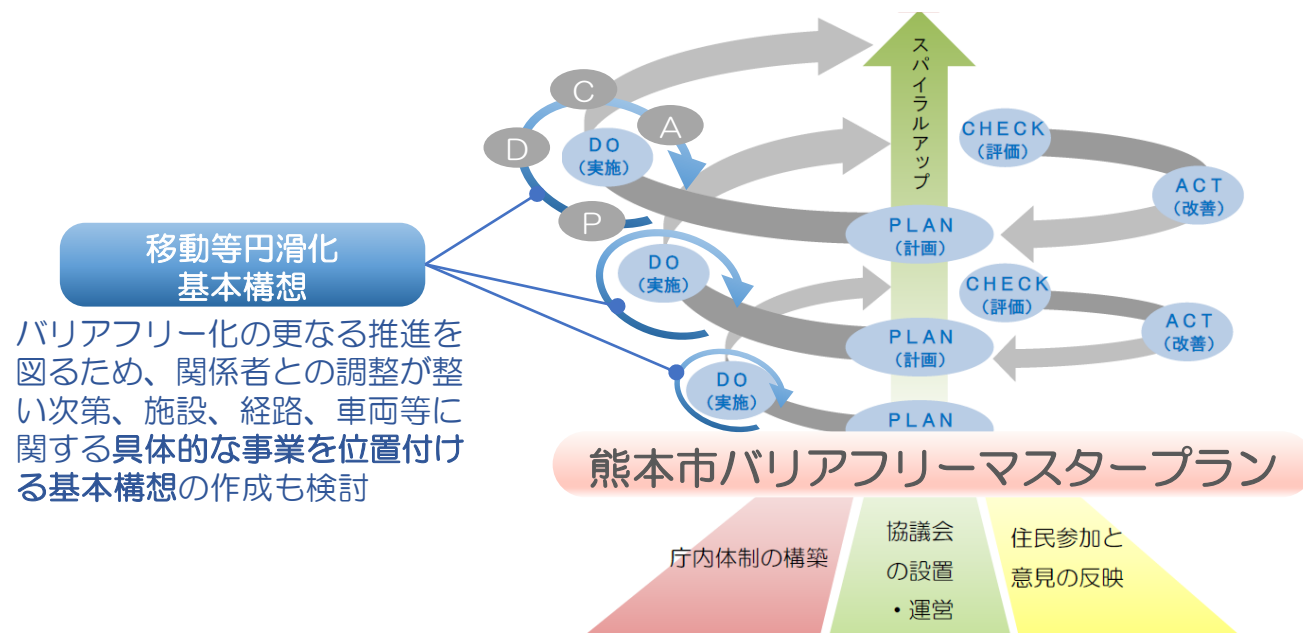 スパイラルアップ
C
A
D
P
DO
(実施)
CHECK
(評価)
ACT
(改善)
PLAN
(計画)
DO
(実施)
CHECK
(評価)
ACT
(改善)
PLAN
(計画)
DO
(実施)
PLAN
移動等円滑化
基本構想
バリアフリー化の更なる推進を
図るため、関係者との調整が整
い次第、施設、経路、車両等に
関する具体的な事業を位置付け
る基本構想の作成も検討
熊本市バリアフリーマスタープラン
庁内体制の構築
協議会
の設置
・運営
住民参加と
意見の反映